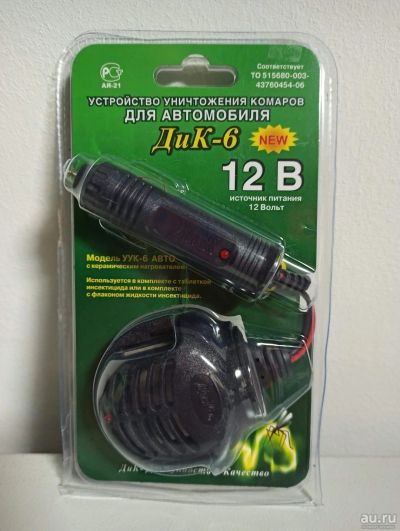 РС
АЯ-21
Соответствует
ТО 515680-003-
43760454-06
УСТРОЙСТВО УНИЧТОЖЕНИЯ КОМАРОВ
ДЛЯ АВТОМОБИЛЯ
ДиК-6
NEW
12 В
источник питания
12 Вольт
Модель УУК-6 АВТО
с керамическим нагревателем
Используется в комплекте с таблеткой
инсектицида или в комплекте
с флаконом жидкости инсектицида.
Качество
au.ru